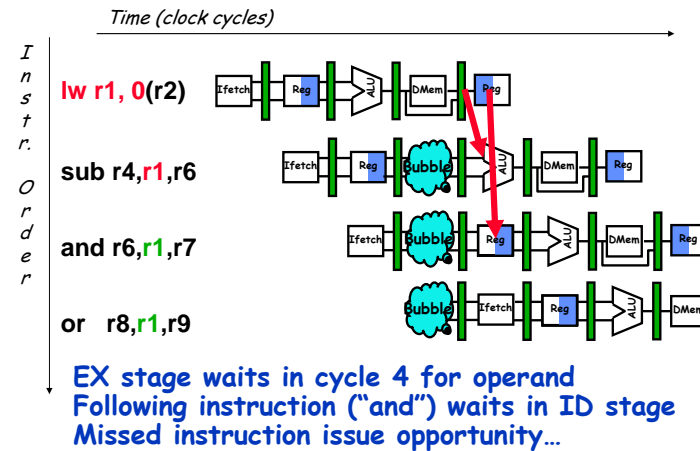 Time (clock cycles)
Instr. Order
lw r1, 0(r2)
Ifetch Reg ALU DMem Reg
sub r4,r1,r6
Ifetch Reg Bubble ALU DMem Reg
and r6,r1,r7
Ifetch Bubble Reg ALU DMem Reg
or r8,r1,r9
Bubble Ifetch Reg ALU DMem
EX stage waits in cycle 4 for operand
Following instruction (“and”) waits in ID stage
Missed instruction issue opportunity…